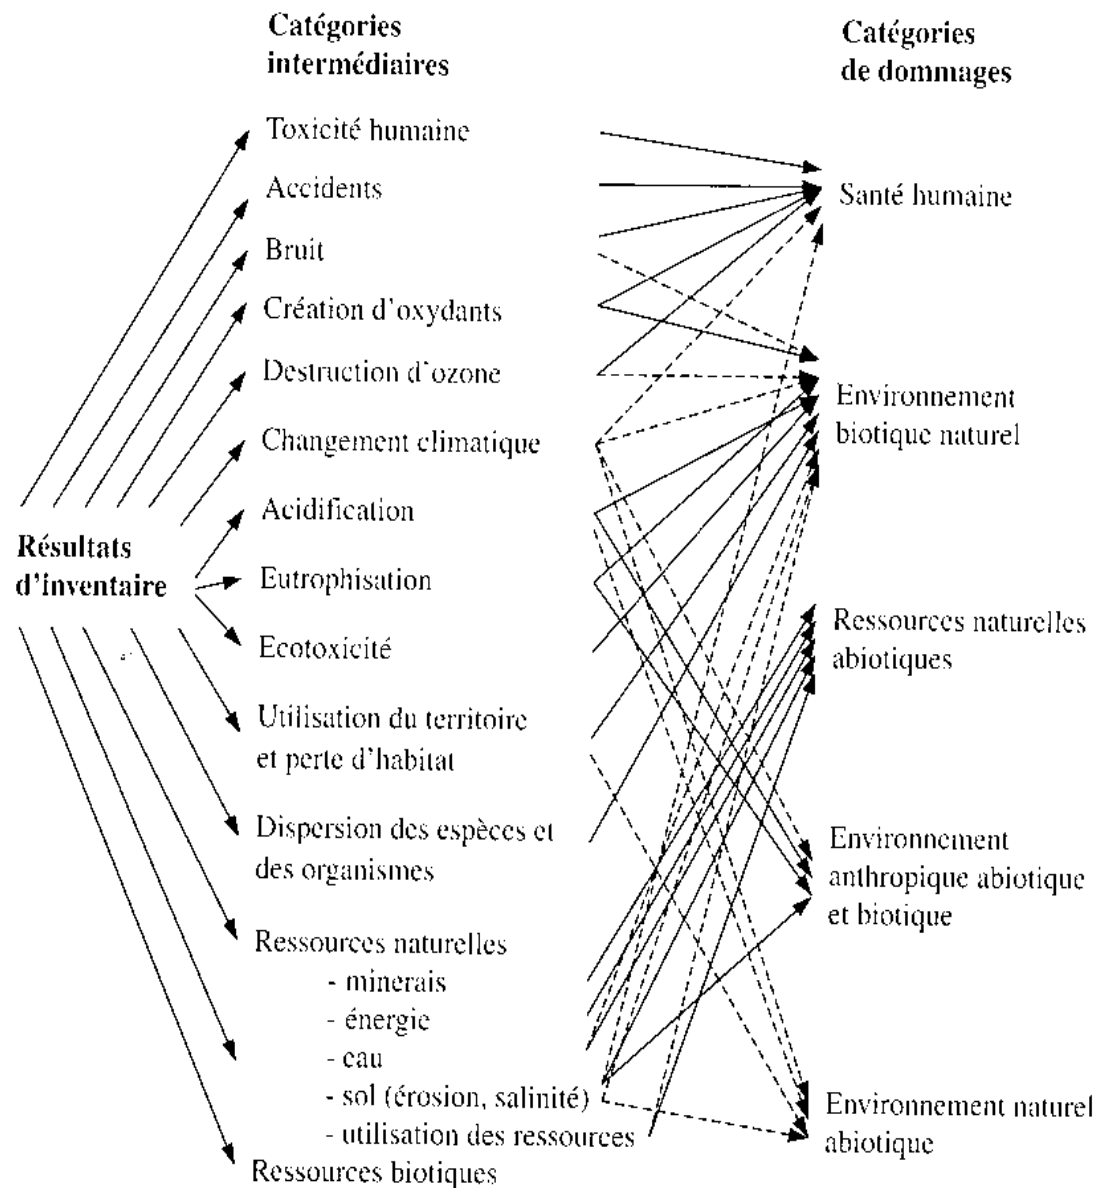 Catégories
intermédiaires
Catégories
de dommages
Toxicité humaine
Accidents
Bruit
Création d'oxydants
Destruction d'ozone
Changement climatique
Acidification
Eutrophisation
Ecotoxicité
Utilisation du territoire
et perte d'habitat
Dispersion des espèces et
des organismes
Ressources naturelles
- minerais
- énergie
- eau
- sol (érosion, salinité)
- utilisation des ressources
Ressources biotiques
Résultats
d'inventaire
Santé humaine
Environnement
biotique naturel
Ressources naturelles
abiotiques
Environnement
anthropique abiotique
et biotique
Environnement naturel
abiotique